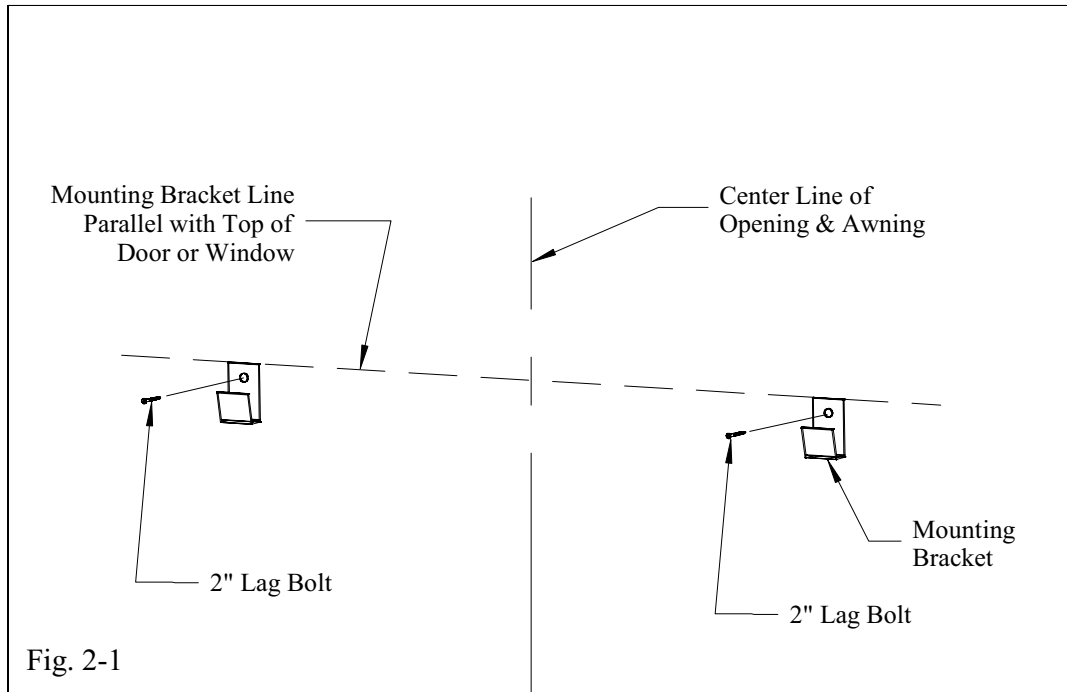 Mounting Bracket Line
Parallel with Top of
Door or Window
Center Line of
Opening & Awning
Mounting
Bracket
2" Lag Bolt
2" Lag Bolt
Fig. 2-1